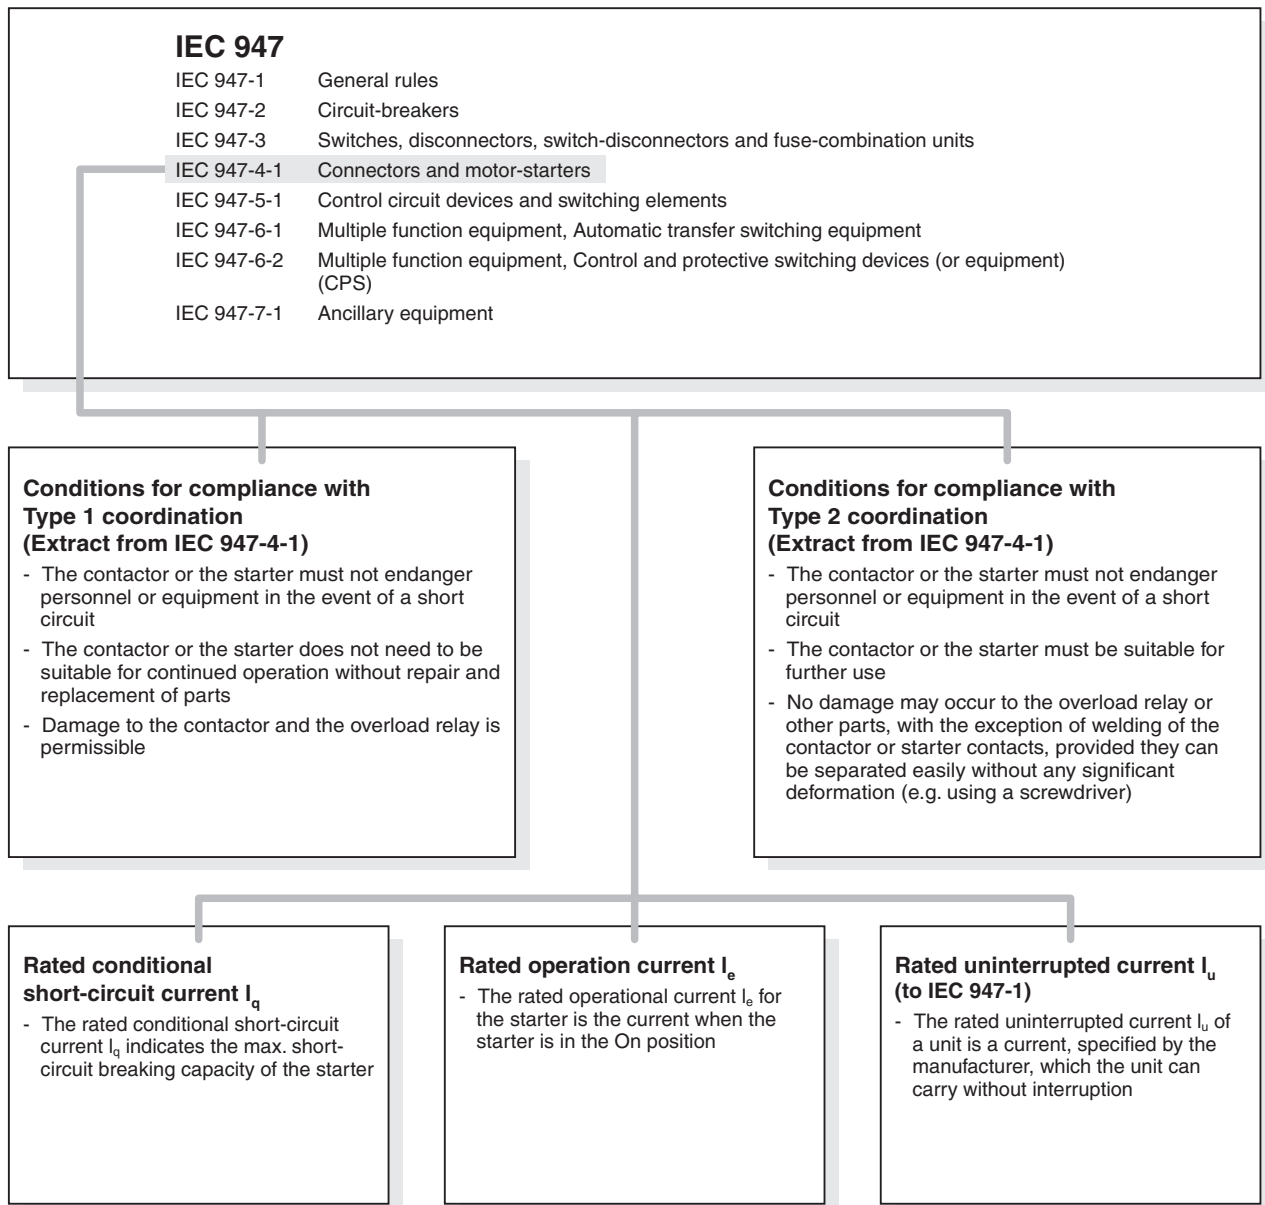 IEC 947
IEC 947-1 General rules
IEC 947-2 Circuit-breakers
IEC 947-3 Switches, disconnectors, switch-disconnectors and fuse-combination units
IEC 947-4-1 Connectors and motor-starters
IEC 947-5-1 Control circuit devices and switching elements
IEC 947-6-1 Multiple function equipment, Automatic transfer switching equipment
IEC 947-6-2 Multiple function equipment, Control and protective switching devices (or equipment)
(CPS)
IEC 947-7-1 Ancillary equipment
Conditions for compliance with
Type 1 coordination
(Extract from IEC 947-4-1)
- The contactor or the starter must not endanger
personnel or equipment in the event of a short
circuit
- The contactor or the starter does not need to be
suitable for continued operation without repair and
replacement of parts
- Damage to the contactor and the overload relay is
permissible
Conditions for compliance with
Type 2 coordination
(Extract from IEC 947-4-1)
- The contactor or the starter must not endanger
personnel or equipment in the event of a short
circuit
- The contactor or the starter must be suitable for
further use
- No damage may occur to the overload relay or
other parts, with the exception of welding of the
contactor or starter contacts, provided they can
be separated easily without any significant
deformation (e.g. using a screwdriver)
Rated conditional
short-circuit current Iq
- The rated conditional short-circuit
current Iq indicates the max. short-
circuit breaking capacity of the starter
Rated operation current Ie
- The rated operational current Ie for
the starter is the current when the
starter is in the On position
Rated uninterrupted current Iu
(to IEC 947-1)
- The rated uninterrupted current Iu of
a unit is a current, specified by the
manufacturer, which the unit can
carry without interruption